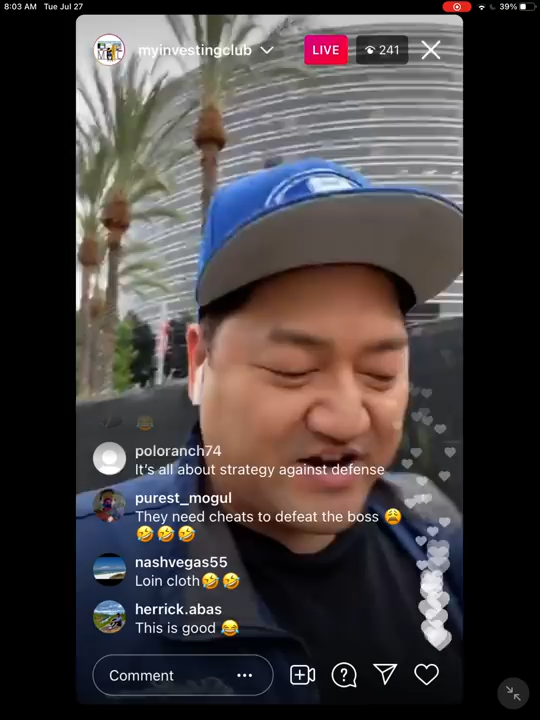 8:03 AM Tue Jul 27
39%
myinvestingclub
LIVE
241
poloranch74
It's all about strategy against defense
purest_mogul
They need cheats to defeat the boss 😩
🤣🤣🤣
nashvegas55
Loin cloth🤣🤣
herrick.abas
This is good 😂
Comment